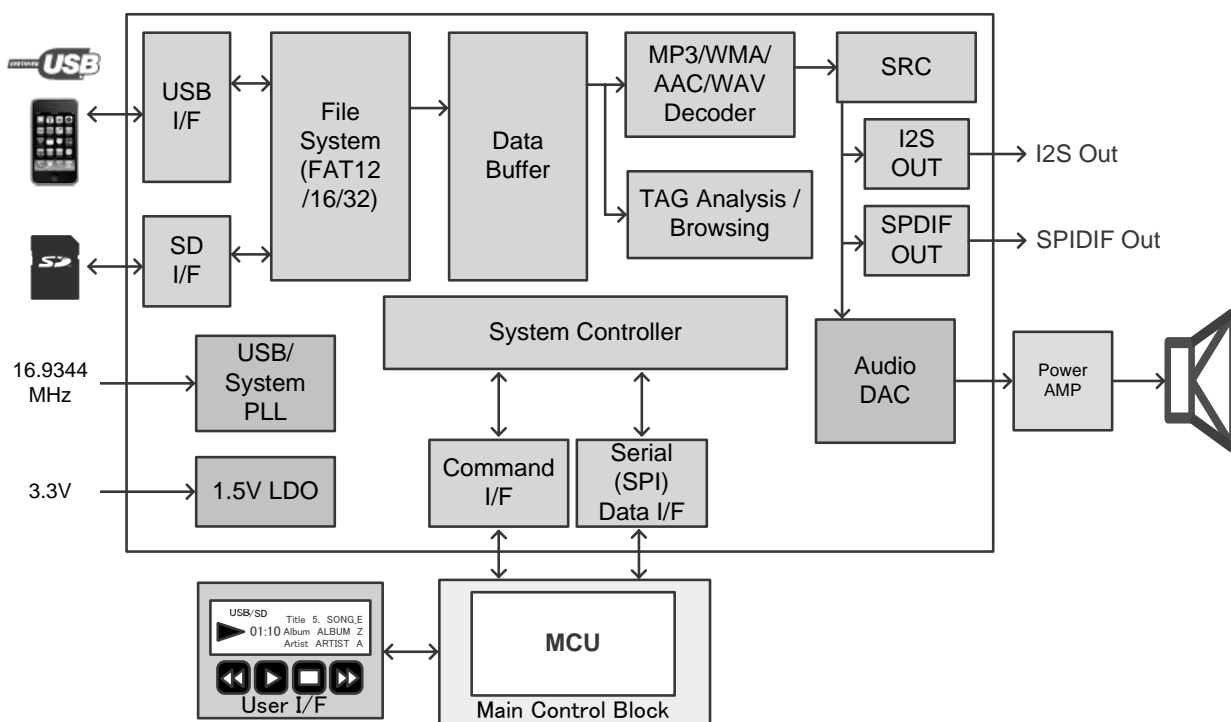 CERTIFIED USB
USB
I/F
File
System
(FAT12
/16/32)
Data
Buffer
MP3/WMA/
AAC/WAV
Decoder
SRC
I2S
OUT
I2S Out
TAG Analysis /
Browsing
SPDIF
OUT
SPIDIF Out
SD
SD
I/F
System Controller
16.9344
MHz
USB/
System
PLL
Audio
DAC
Power
AMP
3.3V
1.5V LDO
Command
I/F
Serial
(SPI)
Data I/F
USB/SD
Title 5. SONG_E
01:10 Album ALBUM Z
Artist ARTIST A
User I/F
MCU
Main Control Block